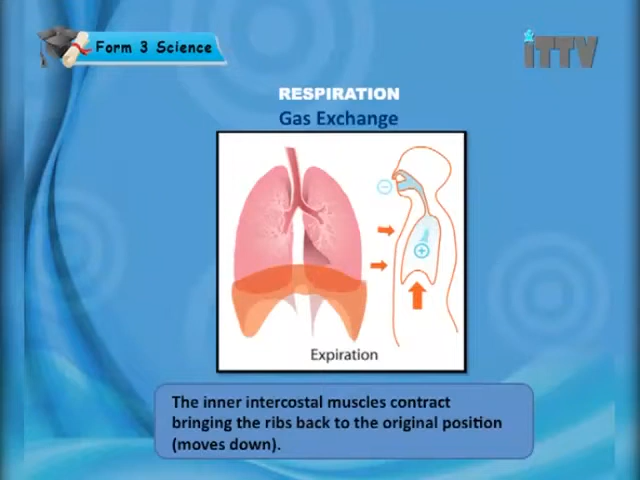 Form 3 Science
iTTV
RESPIRATION
Gas Exchange
Expiration
The inner intercostal muscles contract
bringing the ribs back to the original position
(moves down).